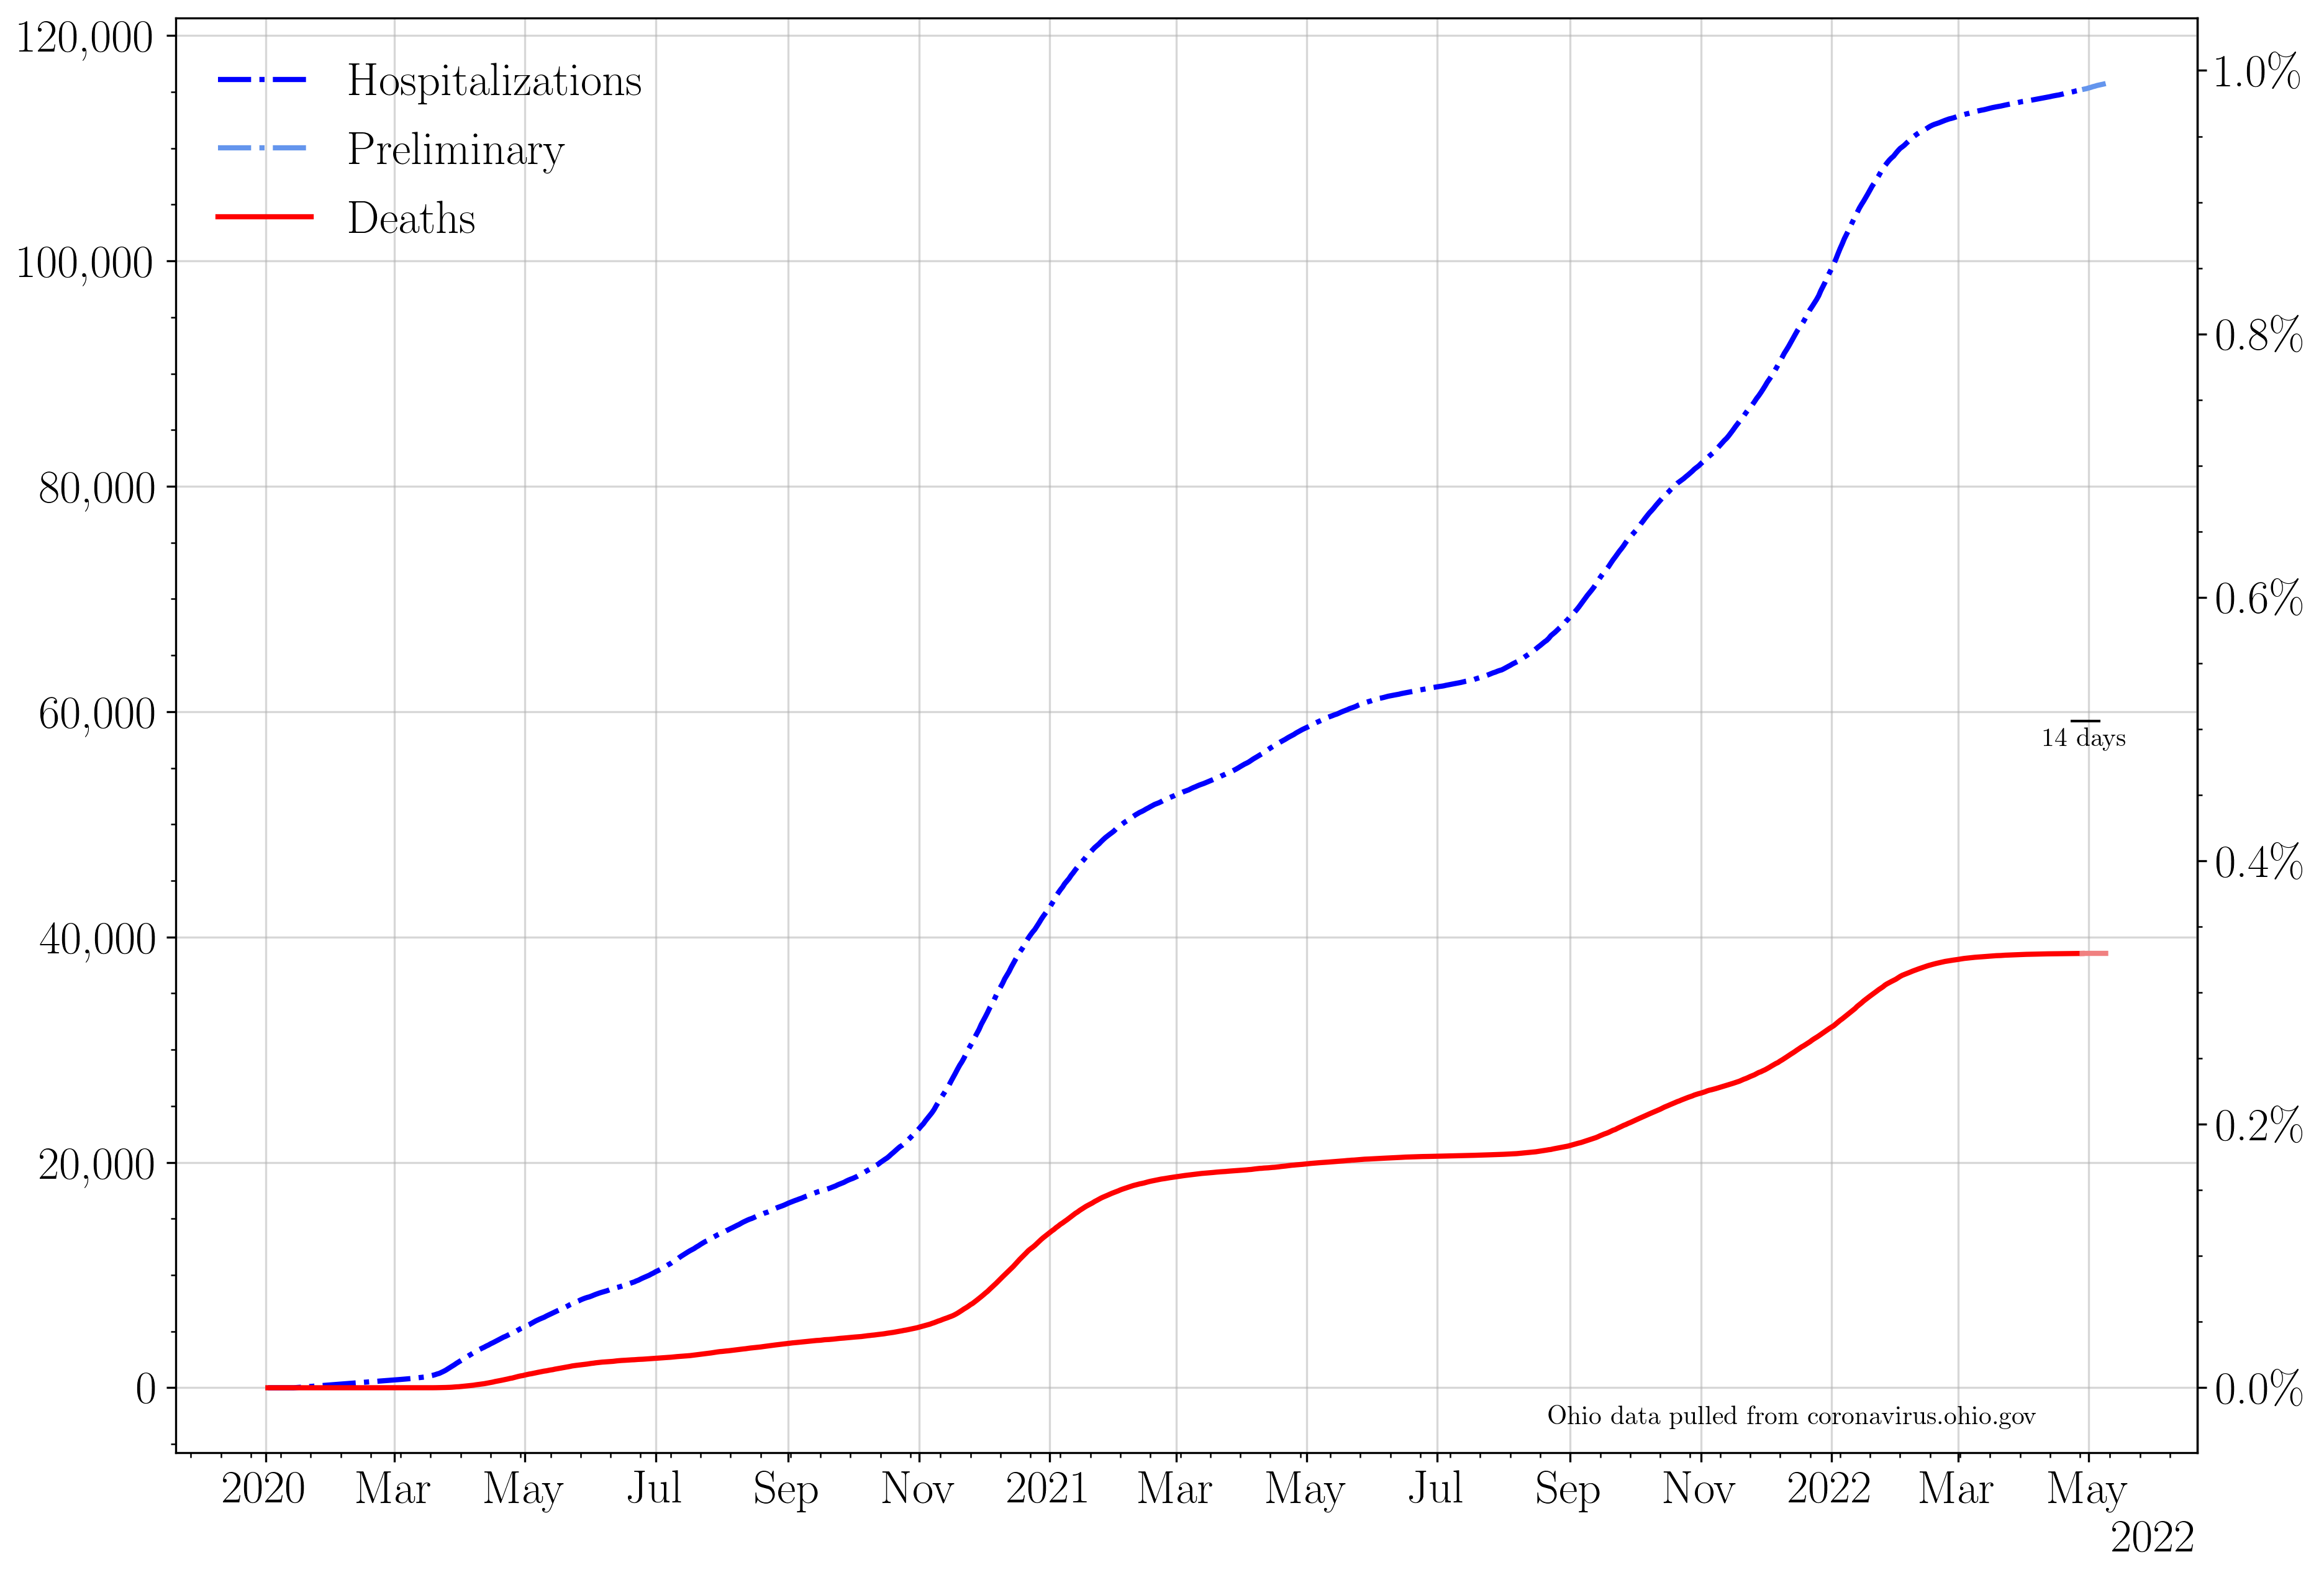 Hospitalizations
Preliminary
Deaths
120,000
100,000
80,000
60,000
40,000
20,000
0
1.0%
0.8%
0.6%
0.4%
0.2%
0.0%
14 days
Ohio data pulled from coronavirus.ohio.gov
2020 Mar May Jul Sep Nov 2021 Mar May Jul Sep Nov 2022 Mar May
2022